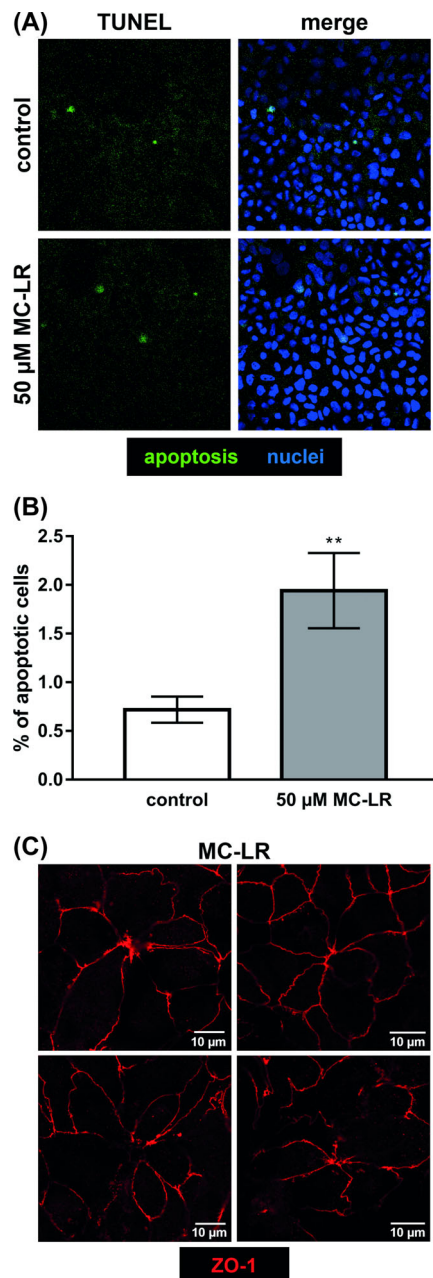 (A) TUNEL merge
control
50 µM MC-LR
apoptosis nuclei
(B)
2.5
2.0
1.5
1.0
0.5
0.0
% of apoptotic cells
**
control 50 µM MC-LR
(C)
MC-LR
10 µm 10 µm
10 µm 10 µm
ZO-1